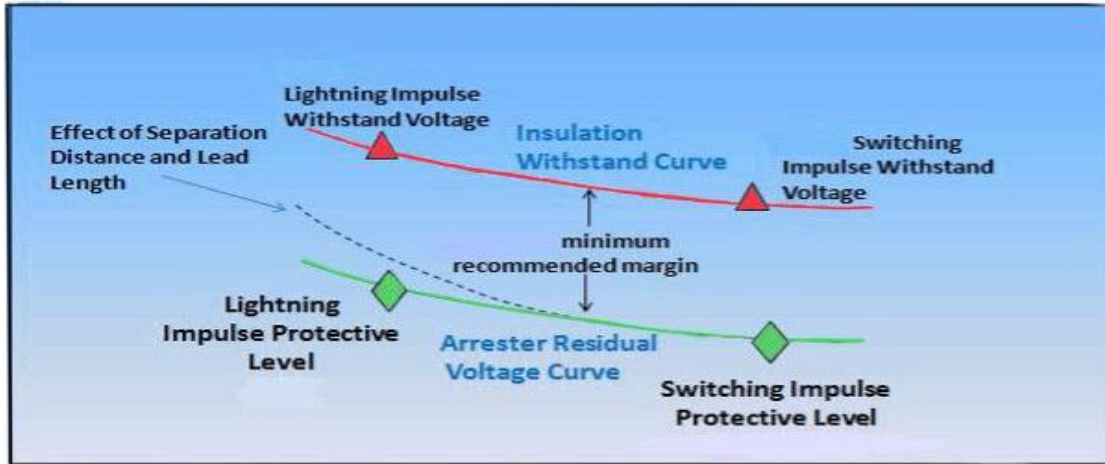 Lightning Impulse
Withstand Voltage
Effect of Separation
Distance and Lead
Length
Insulation
Withstand Curve
Switching
Impulse Withstand
Voltage
minimum
recommended margin
Lightning
Impulse Protective
Level
Arrester Residual
Voltage Curve
Switching Impulse
Protective Level